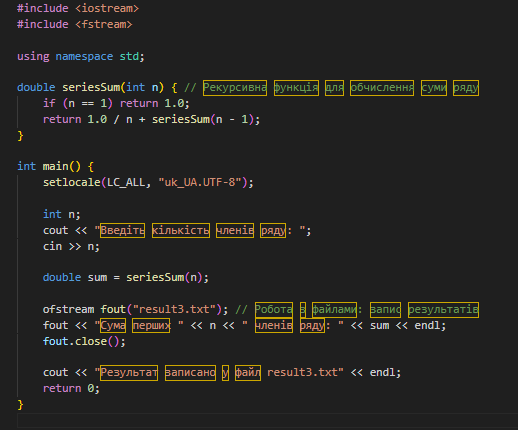 #include <iostream>
#include <fstream>
using namespace std;
double seriesSum(int n) { // Рекурсивна функція для обчислення суми ряду
if (n == 1) return 1.0;
return 1.0 / n + seriesSum(n - 1);
}
int main() {
setlocale(LC_ALL, "uk_UA.UTF-8");
int n;
cout << "Введіть кількість членів ряду: ";
cin >> n;
double sum = seriesSum(n);
ofstream fout("result3.txt"); // Робота з файлами: запис результатів
fout << "Сума перших " << n << " членів ряду: " << sum << endl;
fout.close();
cout << "Результат записано у файл result3.txt" << endl;
return 0;
}